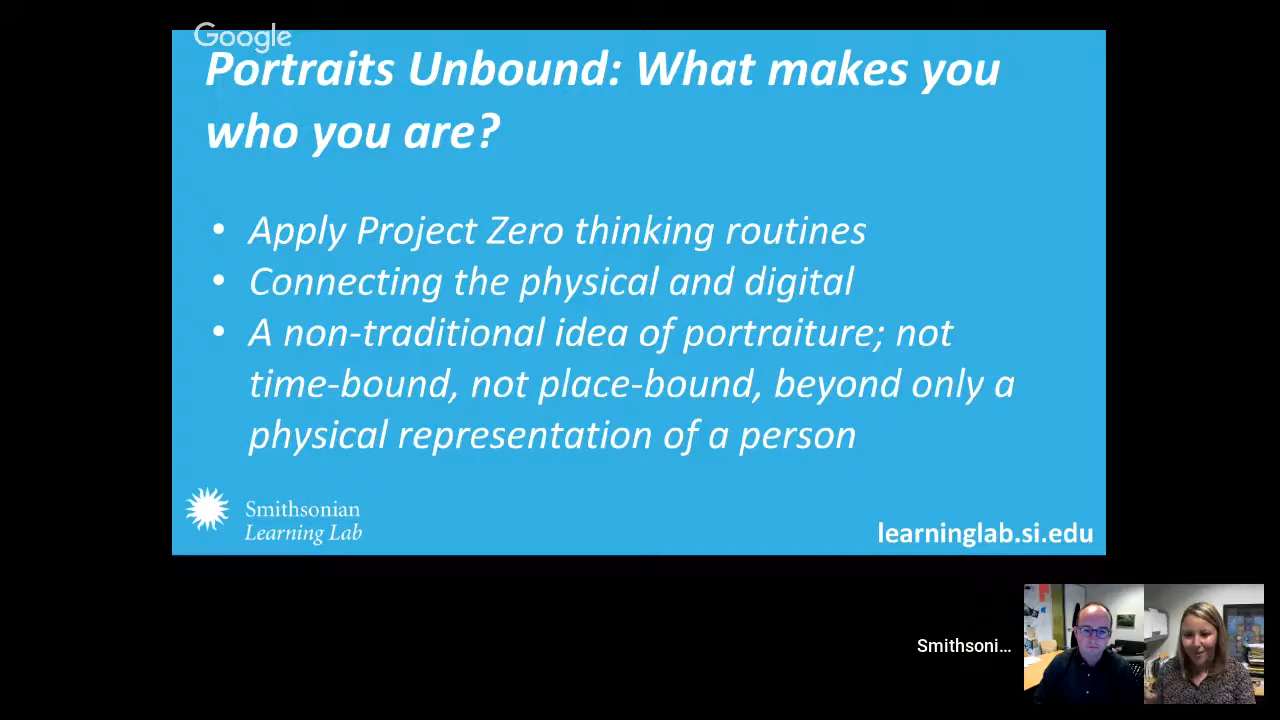 Google
Portraits Unbound: What makes you
who you are?
• Apply Project Zero thinking routines
• Connecting the physical and digital
• A non-traditional idea of portraiture; not
time-bound, not place-bound, beyond only a
physical representation of a person
Smithsonian
Learning Lab
learninglab.si.edu
Smithsoni...